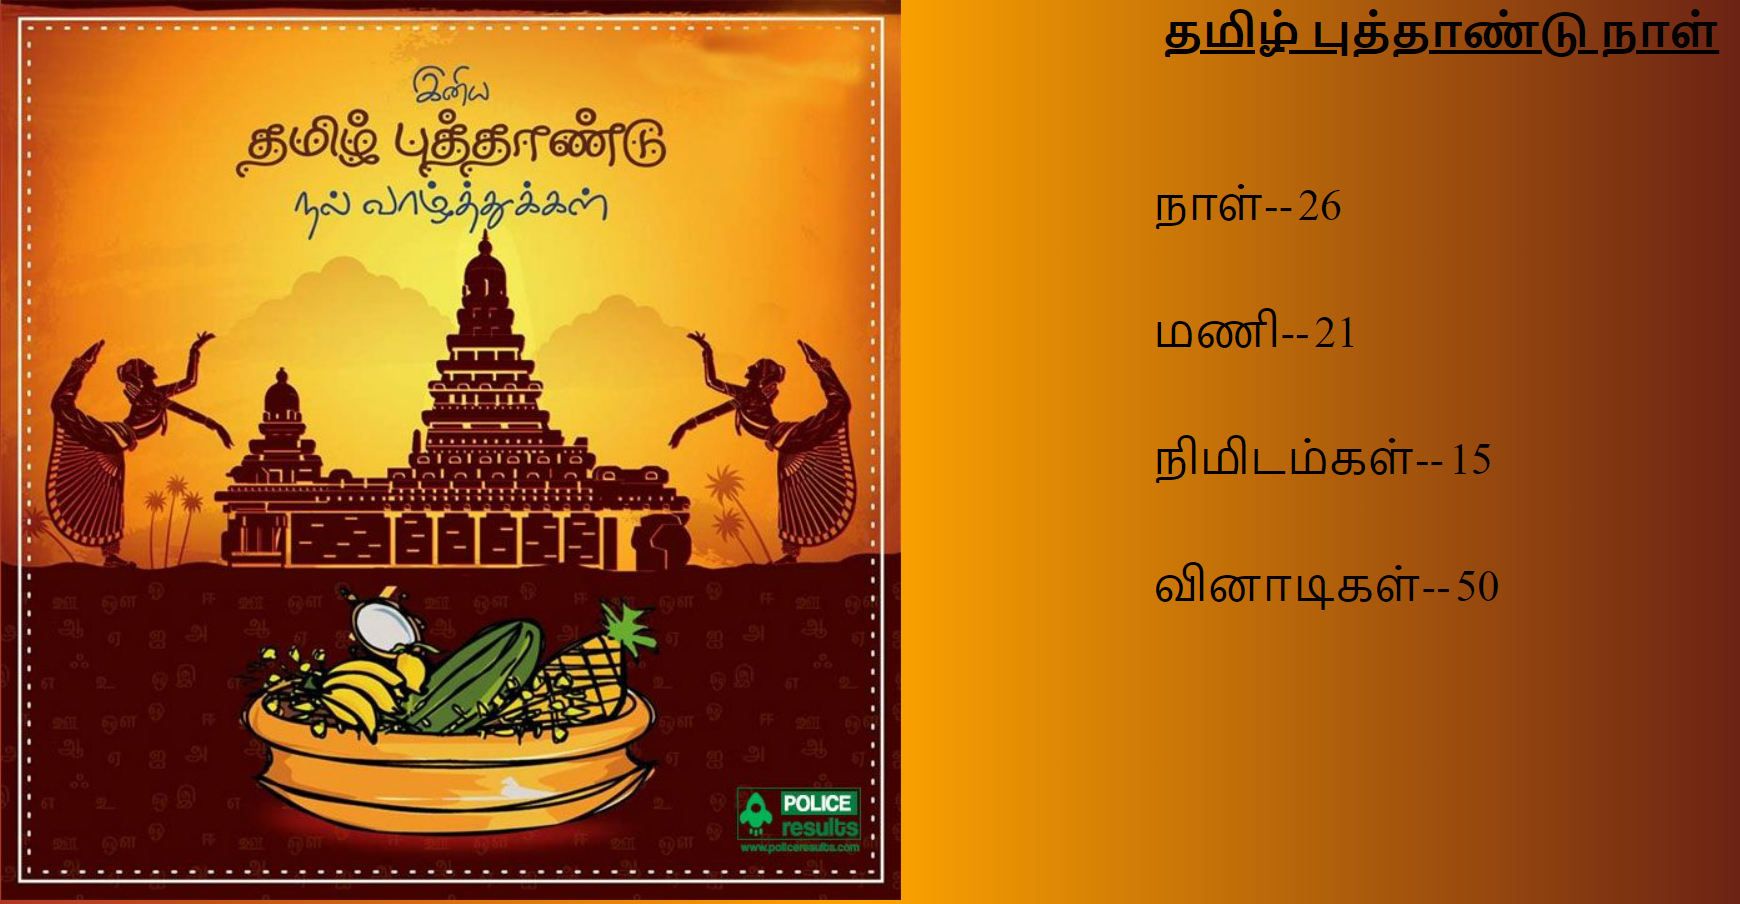 இனிய
தமிழ் புத்தாண்டு
நல் வாழ்த்துக்கள்
POLICE
results
www.policeresults.com
தமிழ் புத்தாண்டு நாள்
நாள்--26
மணி--21
நிமிடம்கள்--15
வினாடிகள்--50